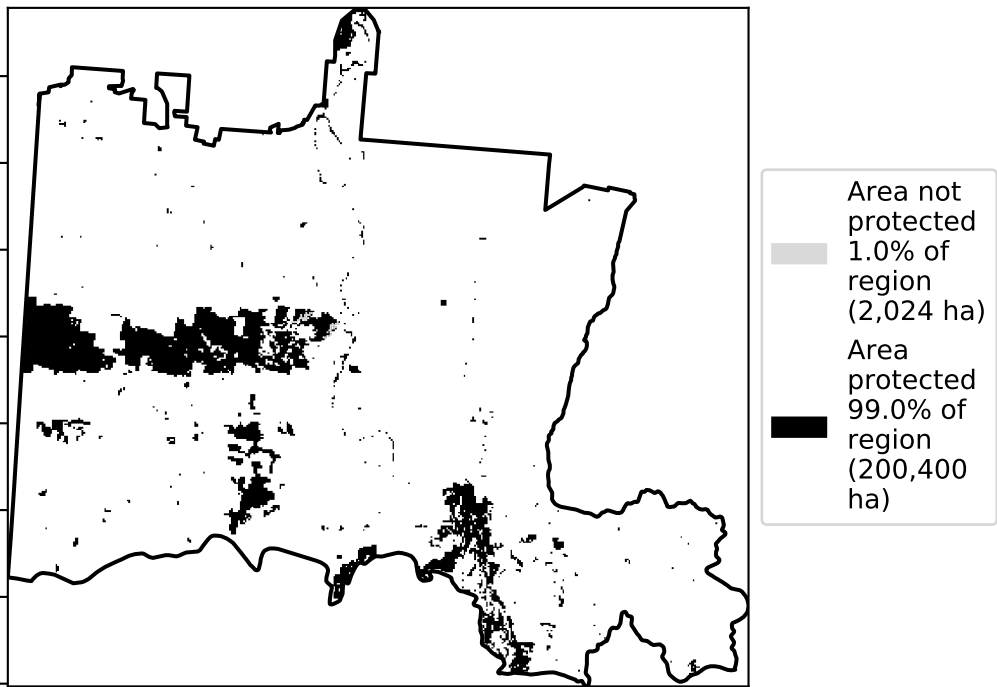 Area not
protected
1.0% of
region
(2,024 ha)
Area
protected
99.0% of
region
(200,400
ha)